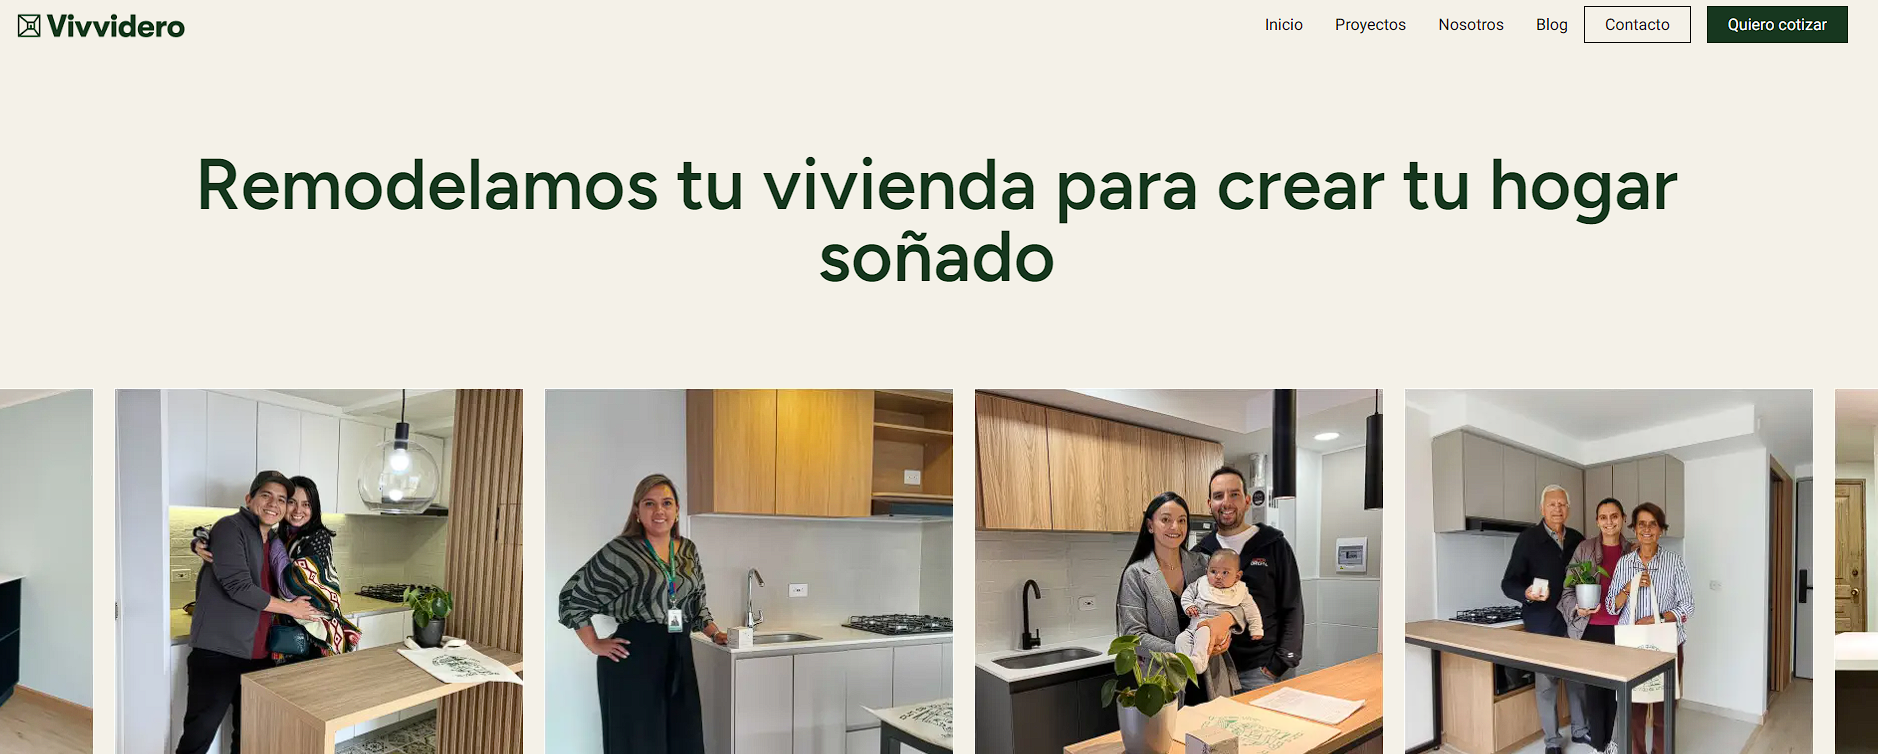 Vivvidero
Inicio
Proyectos
Nosotros
Blog
Contacto
Quiero cotizar
Remodelamos tu vivienda para crear tu hogar
soñado